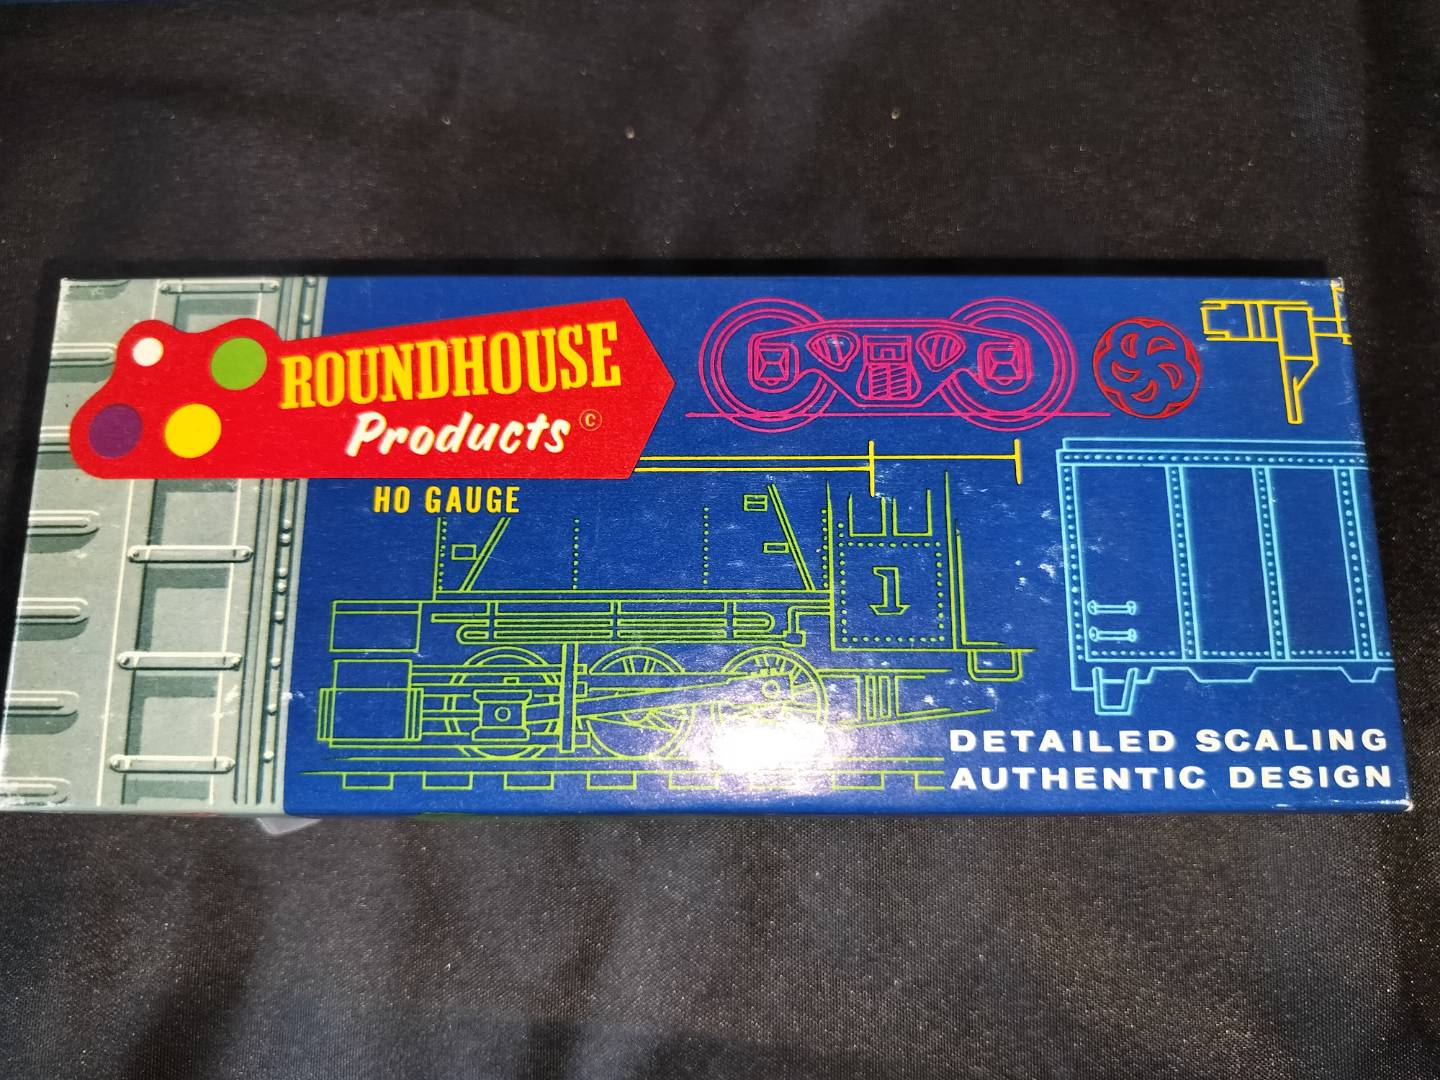 ROUNDHOUSE
Products ©
HO GAUGE
1
DETAILED SCALING
AUTHENTIC DESIGN